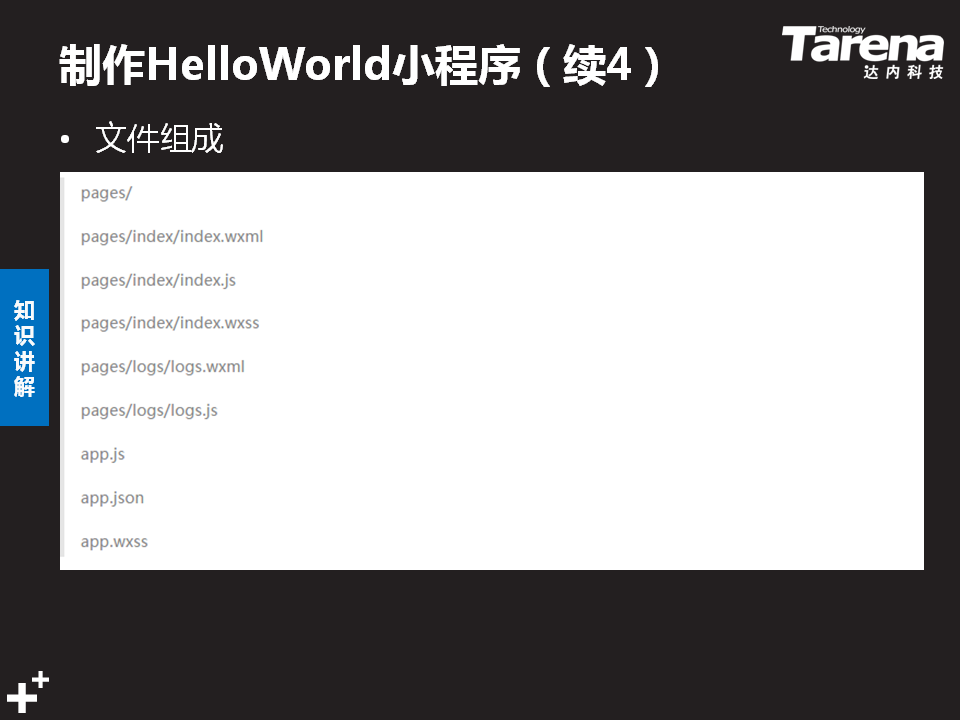 制作HelloWorld小程序（续4）
Technology
Tarena
达内科技
• 文件组成
pages/
pages/index/index.wxml
pages/index/index.js
pages/index/index.wxss
pages/logs/logs.wxml
pages/logs/logs.js
app.js
app.json
app.wxss
知识讲解